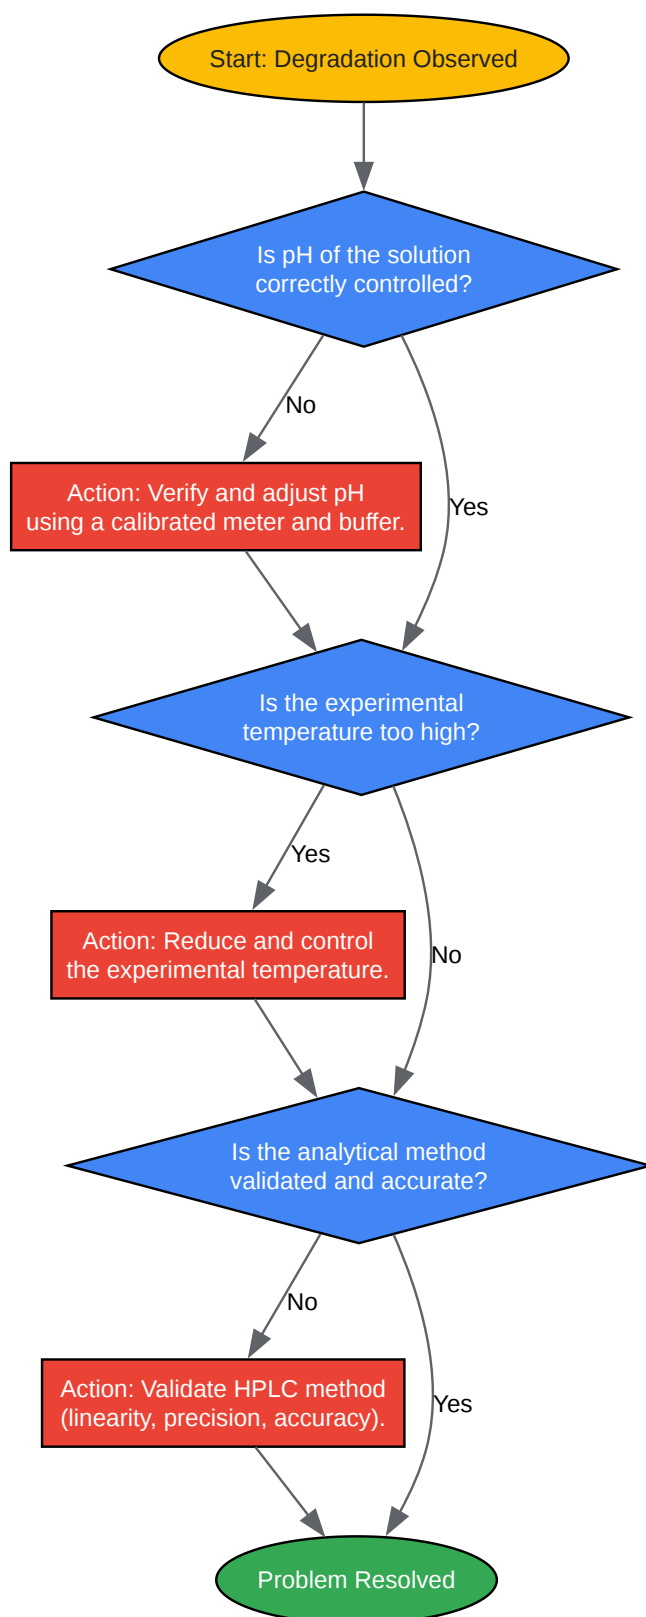 Start: Degradation Observed
Is pH of the solution
correctly controlled?
No
Action: Verify and adjust pH
using a calibrated meter and buffer.
Yes
Is the experimental
temperature too high?
Yes
Action: Reduce and control
the experimental temperature.
No
Is the analytical method
validated and accurate?
No
Action: Validate HPLC method
(linearity, precision, accuracy).
Yes
Problem Resolved